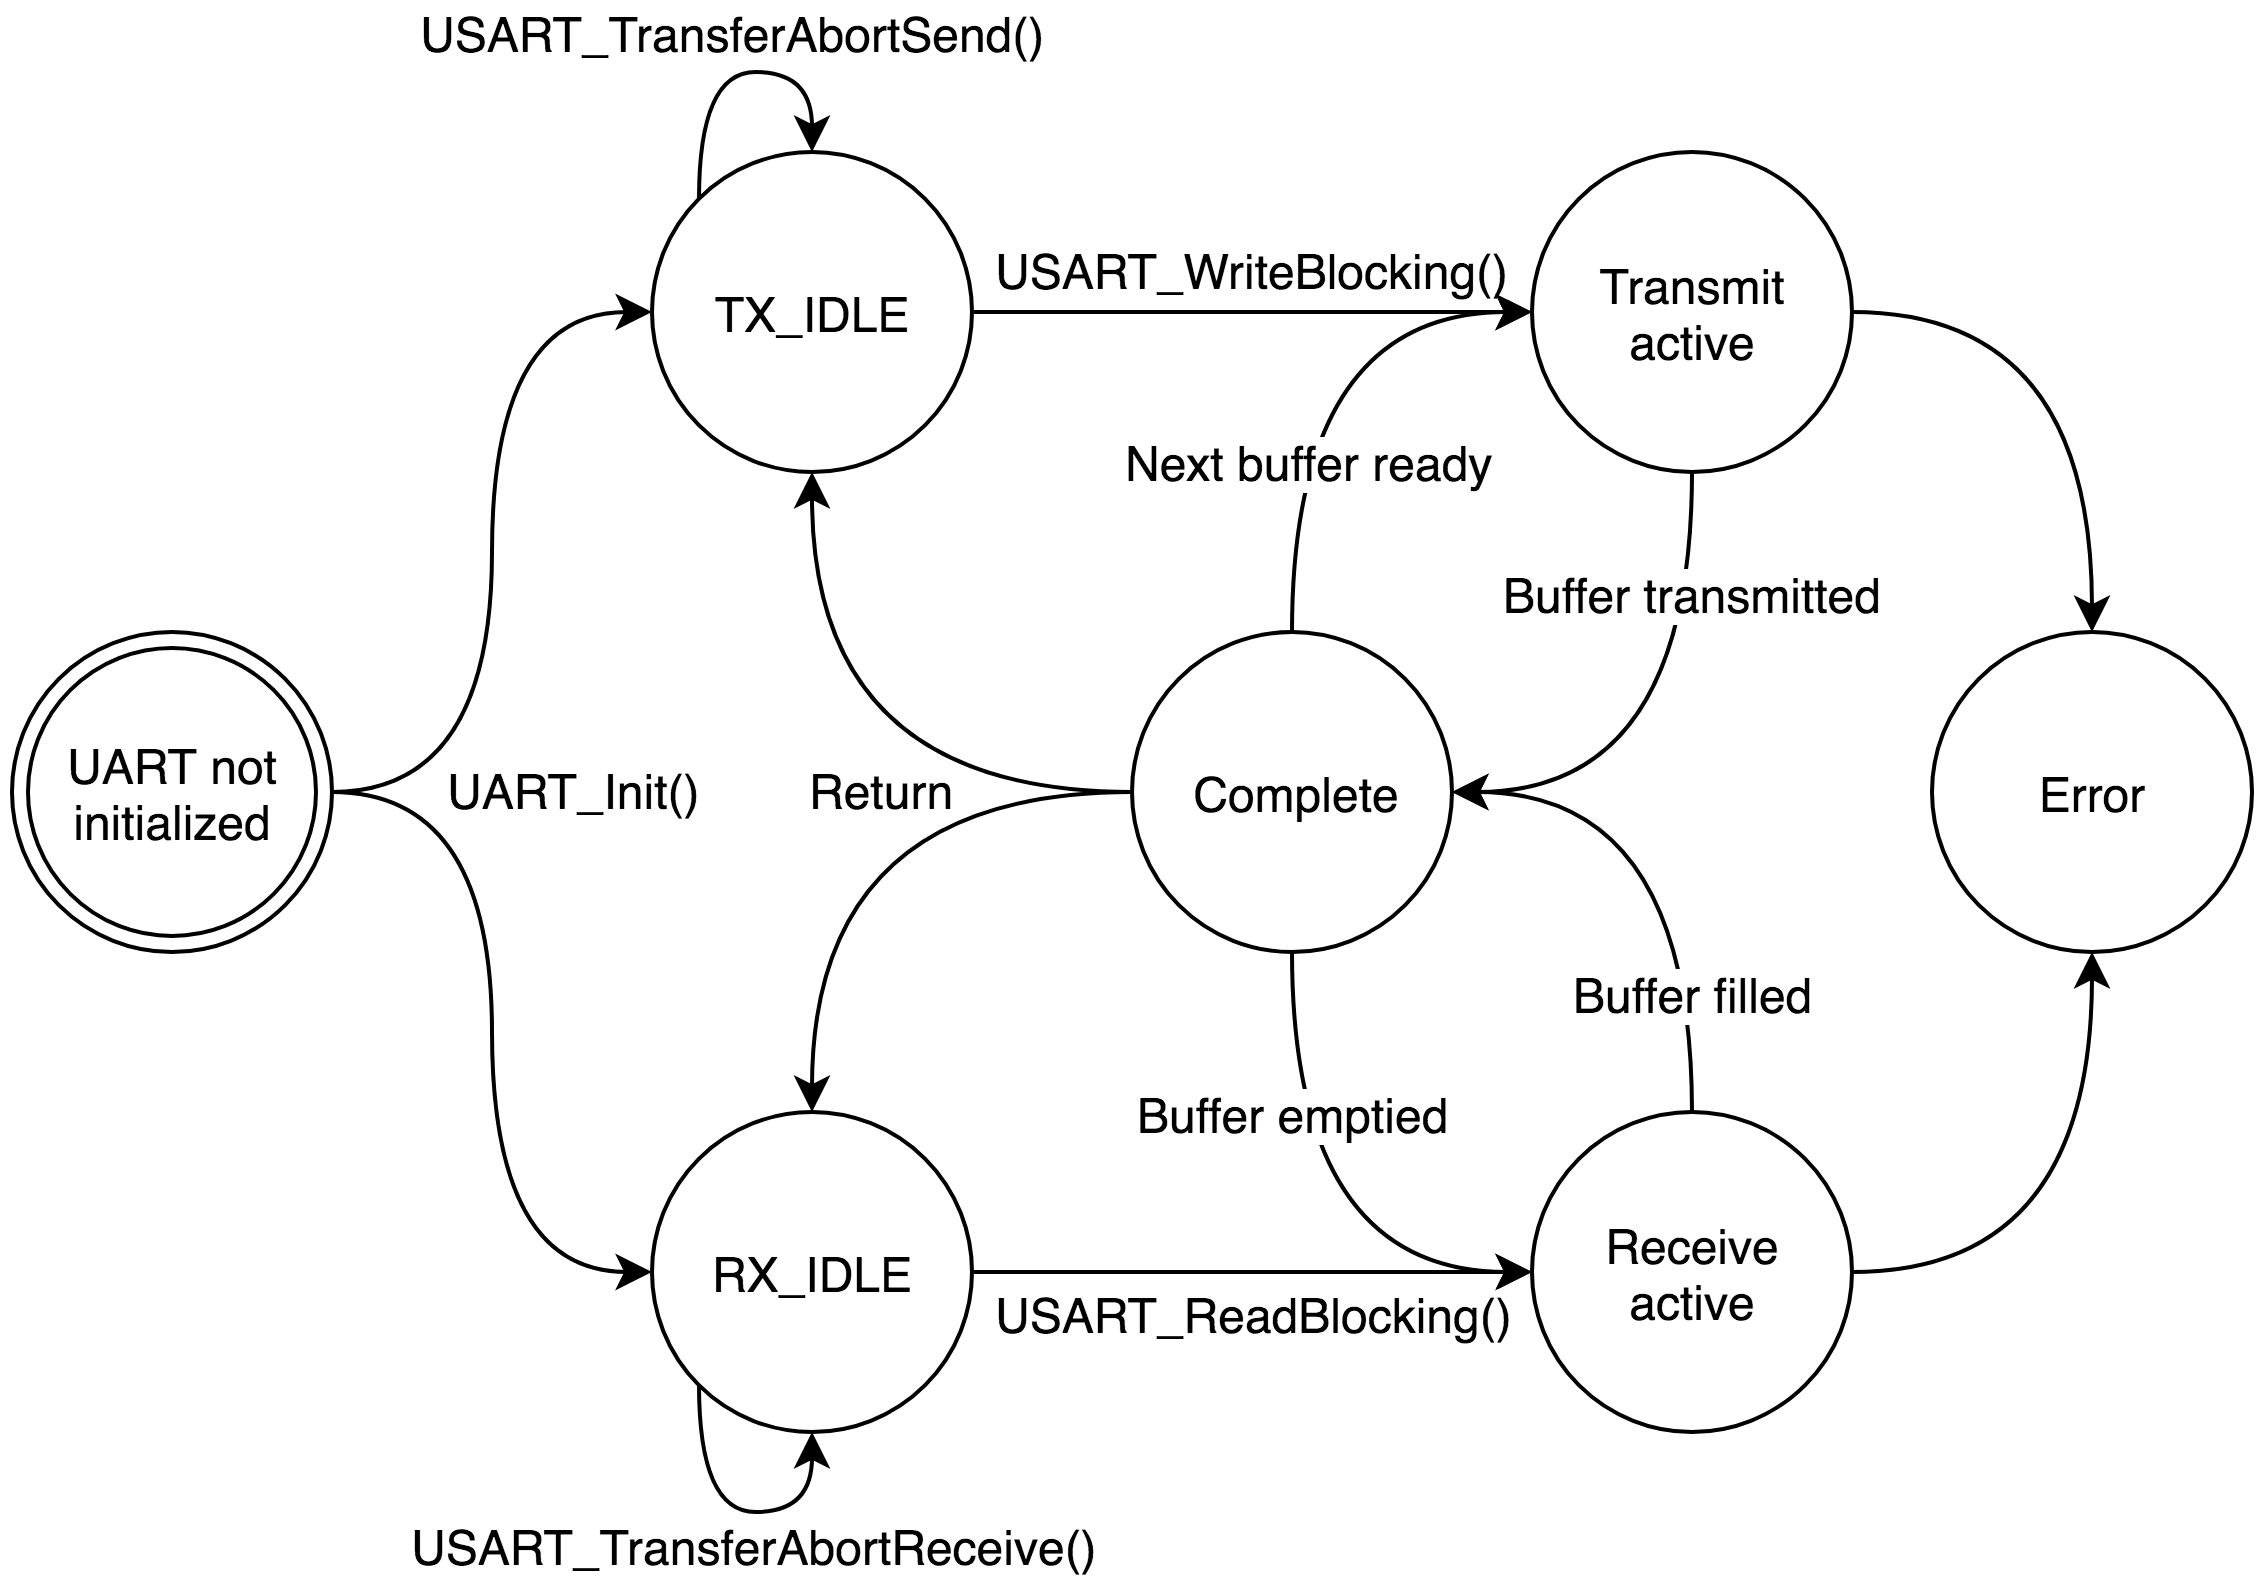 USART_TransferAbortSend()
USART_WriteBlocking()
TX_IDLE
Transmit
active
Next buffer ready
Buffer transmitted
UART not
initialized
UART_Init()
Return
Complete
Error
Buffer filled
Buffer emptied
RX_IDLE
Receive
active
USART_ReadBlocking()
USART_TransferAbortReceive()